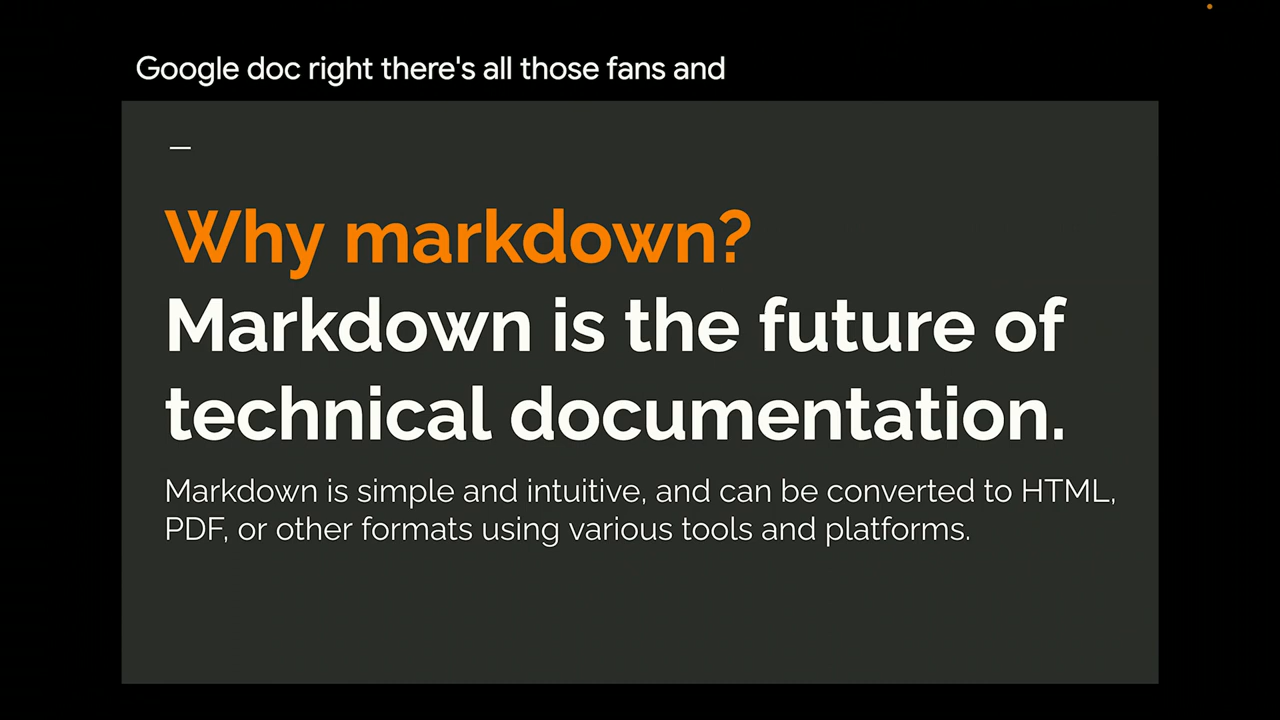 Google doc right there's all those fans and
Why markdown?
Markdown is the future of
technical documentation.
Markdown is simple and intuitive, and can be converted to HTML,
PDF, or other formats using various tools and platforms.